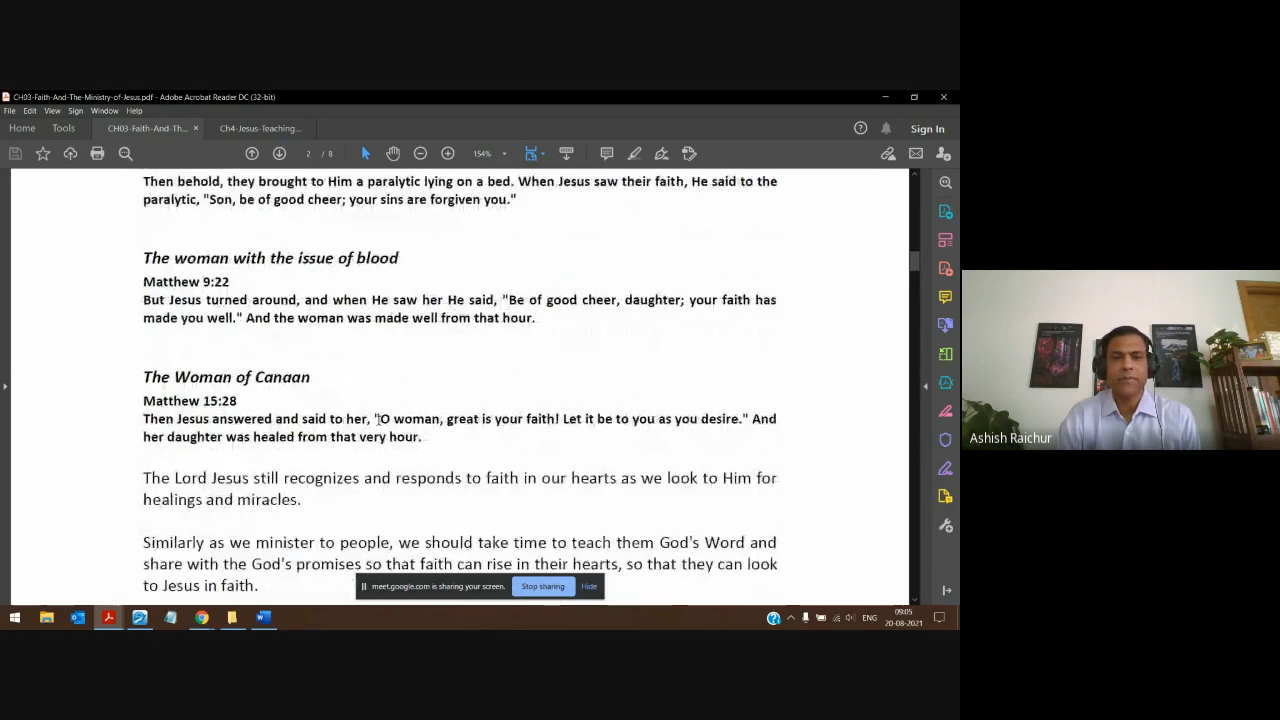 CH03-Faith-And-The-Ministry-of-Jesus.pdf - Adobe Acrobat Reader DC (32-bit)
File Edit View Sign Window Help
Home Tools CH03-Faith-And-Th... × Ch4-Jesus-Teaching... Sign In
2 / 8 154%
Then behold, they brought to Him a paralytic lying on a bed. When Jesus saw their faith, He said to the
paralytic, "Son, be of good cheer; your sins are forgiven you."
The woman with the issue of blood
Matthew 9:22
But Jesus turned around, and when He saw her He said, "Be of good cheer, daughter; your faith has
made you well." And the woman was made well from that hour.
The Woman of Canaan
Matthew 15:28
Then Jesus answered and said to her, "O woman, great is your faith! Let it be to you as you desire." And
her daughter was healed from that very hour.
The Lord Jesus still recognizes and responds to faith in our hearts as we look to Him for
healings and miracles.
Similarly as we minister to people, we should take time to teach them God's Word and
share with the God's promises so that faith can rise in their hearts, so that they can look
to Jesus in faith.
meet.google.com is sharing your screen. Stop sharing Hide
Ashish Raichur
ENG
09:05
20-08-2021